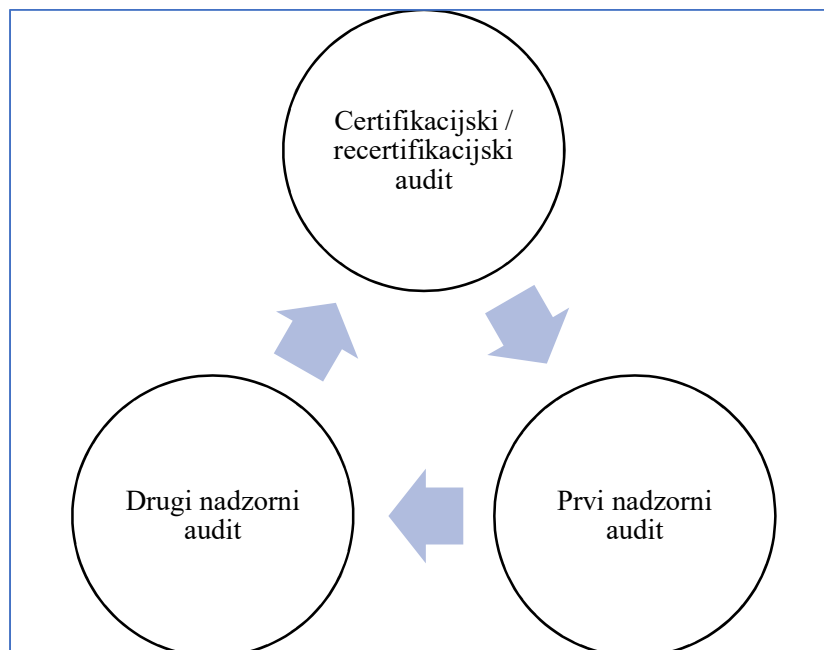 Certifikacijski /
recertifikacijski
audit
Drugi nadzorni
audit
Prvi nadzorni
audit